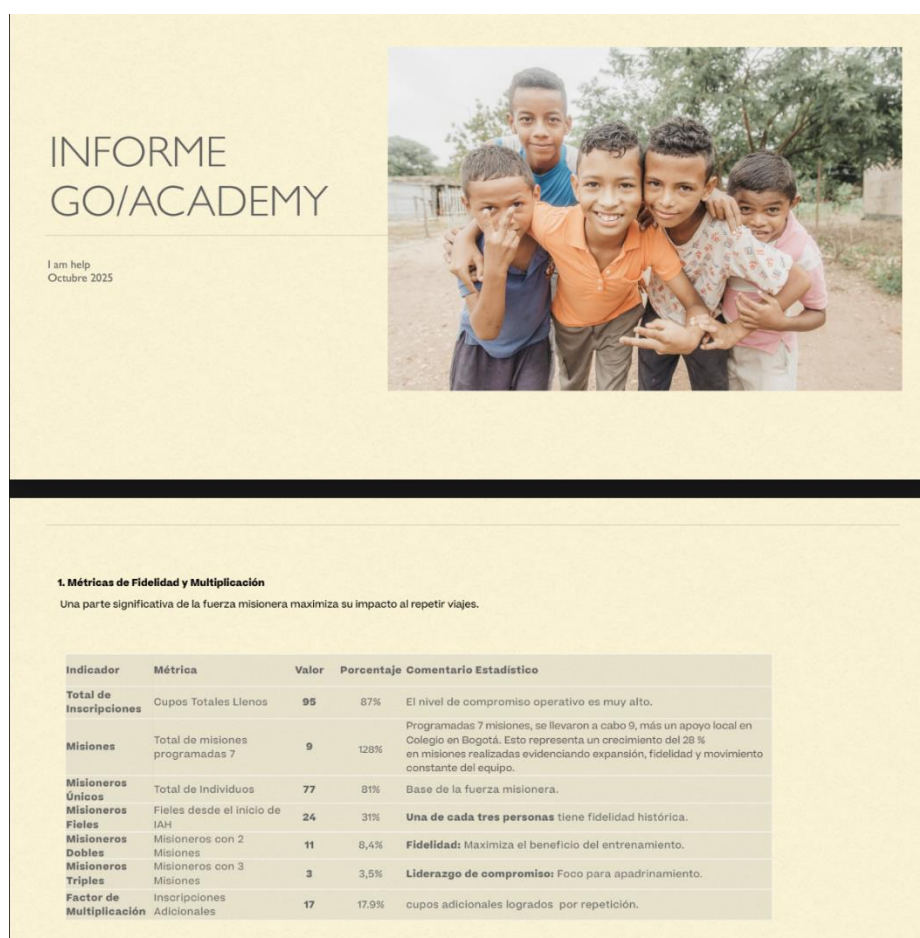 INFORME
GO/ACADEMY
I am help
Octubre 2025
1. Métricas de Fidelidad y Multiplicación
Una parte significativa de la fuerza misionera maximiza su impacto al repetir viajes.
Indicador Métrica Valor Porcentaje Comentario Estadístico
Total de
Inscripciones Cupos Totales Llenos 95 87% El nivel de compromiso operativo es muy alto.
Misiones Total de misiones
programadas 7 9 128% Programadas 7 misiones, se llevaron a cabo 9, más un apoyo local en
Colegio en Bogotá. Esto representa un crecimiento del 28 %
en misiones realizadas evidenciando expansión, fidelidad y movimiento
constante del equipo.
Misioneros
Únicos Total de Individuos 77 81% Base de la fuerza misionera.
Misioneros
Fieles Fieles desde el inicio de
IAH 24 31% Una de cada tres personas tiene fidelidad histórica.
Misioneros
Dobles Misioneros con 2
Misiones 11 8,4% Fidelidad: Maximiza el beneficio del entrenamiento.
Misioneros
Triples Misioneros con 3
Misiones 3 3,5% Liderazgo de compromiso: Foco para apadrinamiento.
Factor de
Multiplicación Inscripciones
Adicionales 17 17.9% cupos adicionales logrados por repetición.